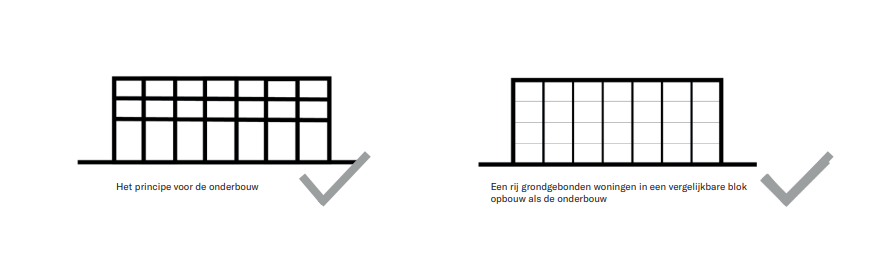 Het principe voor de onderbouw
Een rij grondgebonden woningen in een vergelijkbare blok
opbouw als de onderbouw